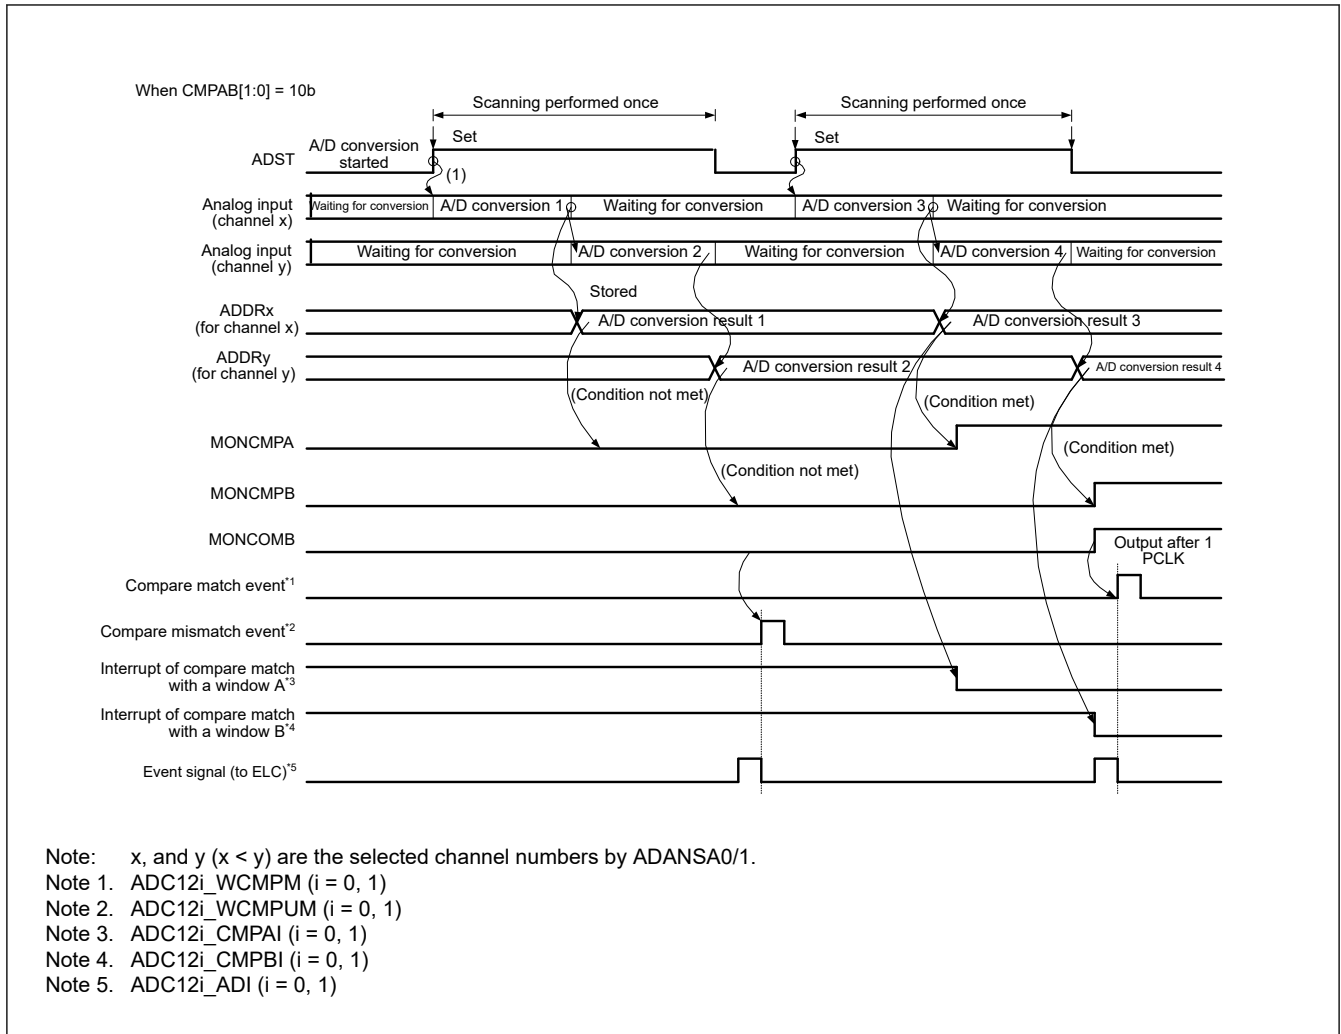 When CMPAB[1:0] = 10b
Scanning performed once
Scanning performed once
ADST
A/D conversion
started
Set
Set
(1)
Analog input
(channel x)
Waiting for conversion
A/D conversion 1
Waiting for conversion
A/D conversion 3
Waiting for conversion
Analog input
(channel y)
Waiting for conversion
A/D conversion 2
Waiting for conversion
A/D conversion 4
Waiting for conversion
Stored
ADDRx
(for channel x)
A/D conversion result 1
A/D conversion result 3
ADDRy
(for channel y)
A/D conversion result 2
A/D conversion result 4
(Condition not met)
(Condition met)
MONCMPA
(Condition met)
(Condition not met)
MONCMPB
MONCOMB
Output after 1
PCLK
Compare match event*1
Compare mismatch event*2
Interrupt of compare match
with a window A*3
Interrupt of compare match
with a window B*4
Event signal (to ELC)*5
Note: x, and y (x < y) are the selected channel numbers by ADANSA0/1.
Note 1. ADC12i_WCMPM (i = 0, 1)
Note 2. ADC12i_WCMPUM (i = 0, 1)
Note 3. ADC12i_CMPAI (i = 0, 1)
Note 4. ADC12i_CMPBI (i = 0, 1)
Note 5. ADC12i_ADI (i = 0, 1)